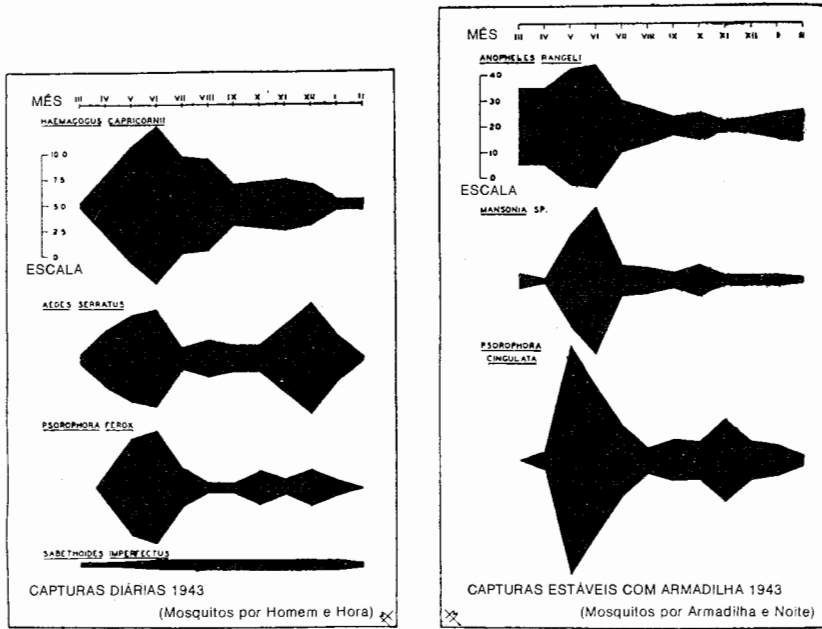 MÊS III IV V VI VII VIII IX X XI XII I II
HAEMAGOGUS CAPRICORNII
10.0
7.5
5.0
2.5
0
ESCALA
AEDES SERRATUS
PSOROPHORA FEROX
SABETHOIDES IMPERFECTUS
CAPTURAS DIÁRIAS 1943
(Mosquitos por Homem e Hora)
MÊS III IV V VI VII VIII IX X XI XII I II
ANOPHELES RANGELI
40
30
20
10
0
ESCALA
MANSONIA SP.
PSOROPHORA
CINGULATA
CAPTURAS ESTÁVEIS COM ARMADILHA 1943
(Mosquitos por Armadilha e Noite)